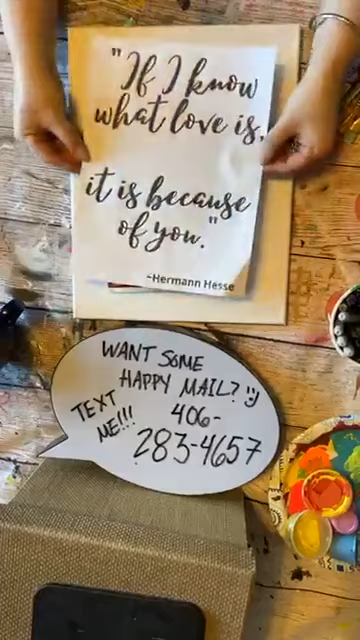 "If I know
what love is,
it is because
of you."
~Hermann Hesse
WANT SOME
HAPPY MAIL? :)
TEXT
ME!!!
406-
283-4657